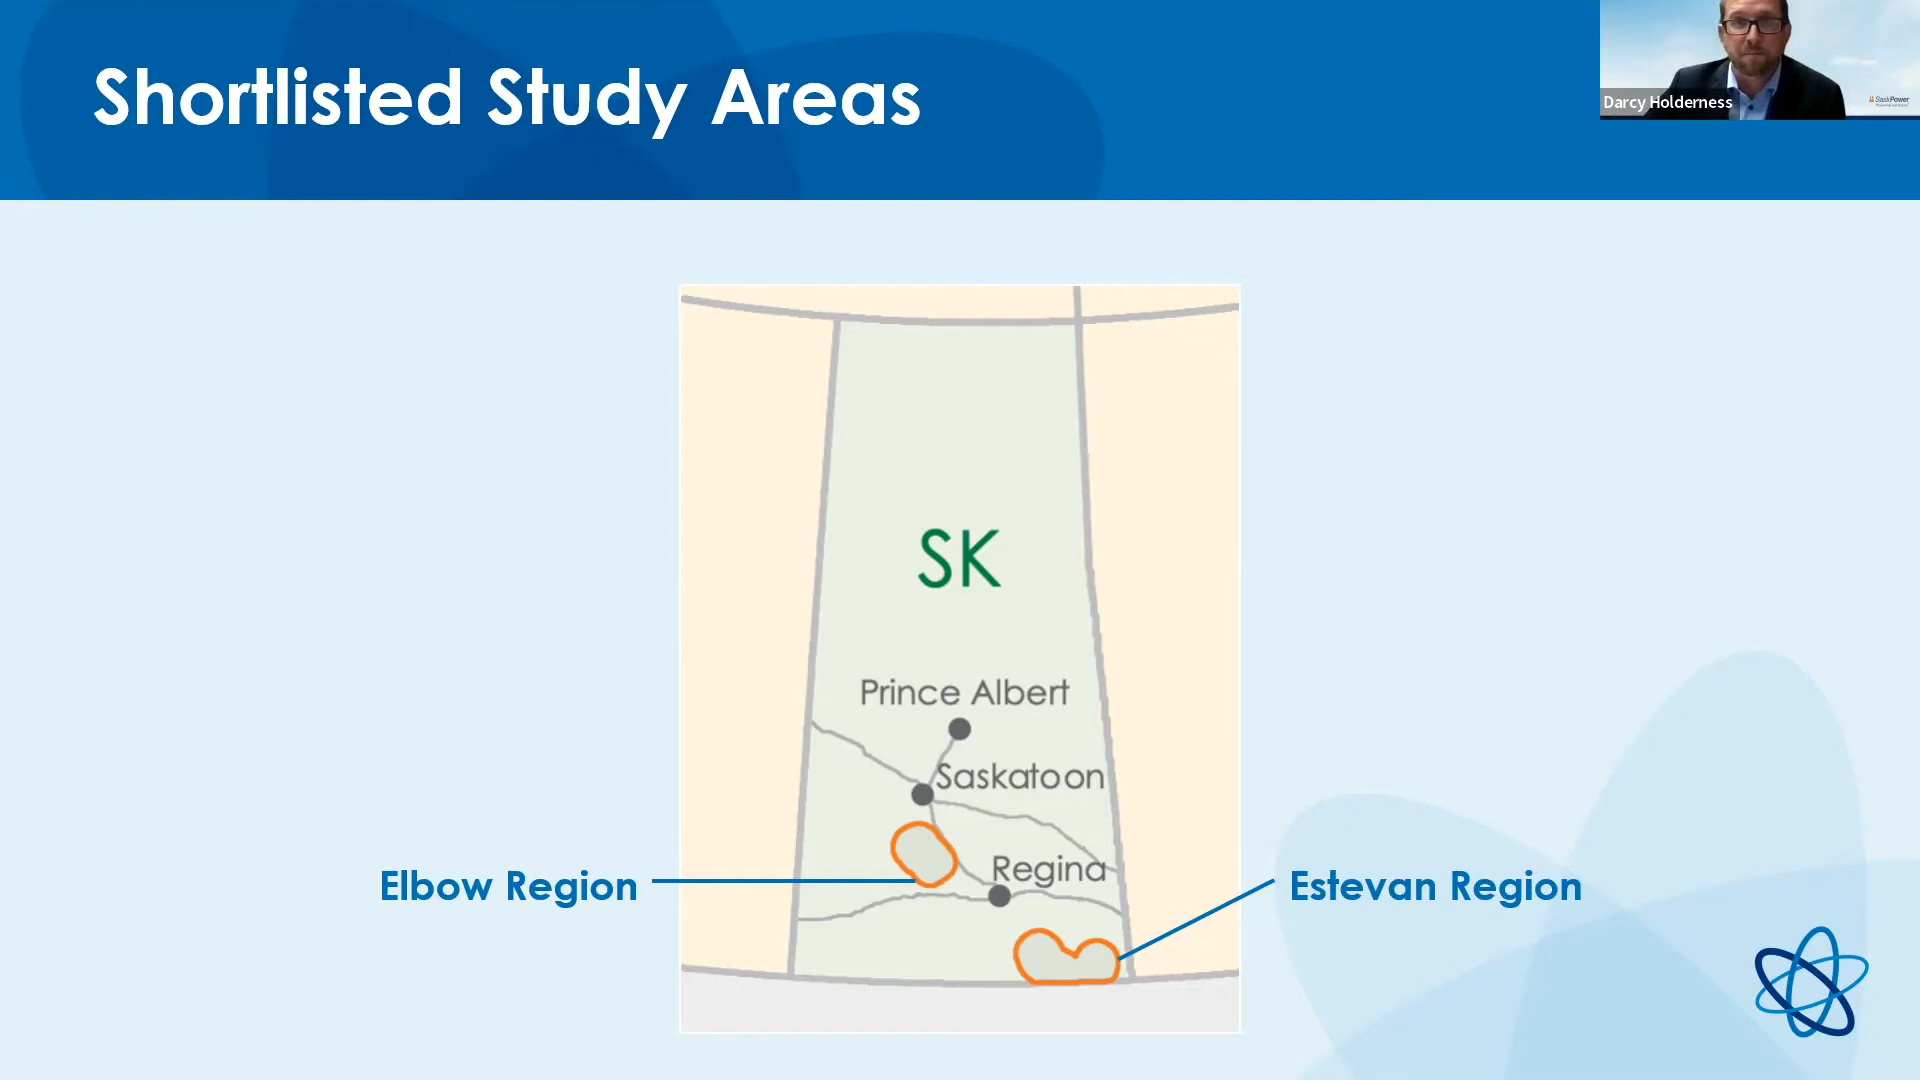 Shortlisted Study Areas
Darcy Holderness
SaskPower
SK
Prince Albert
Saskatoon
Regina
Elbow Region
Estevan Region